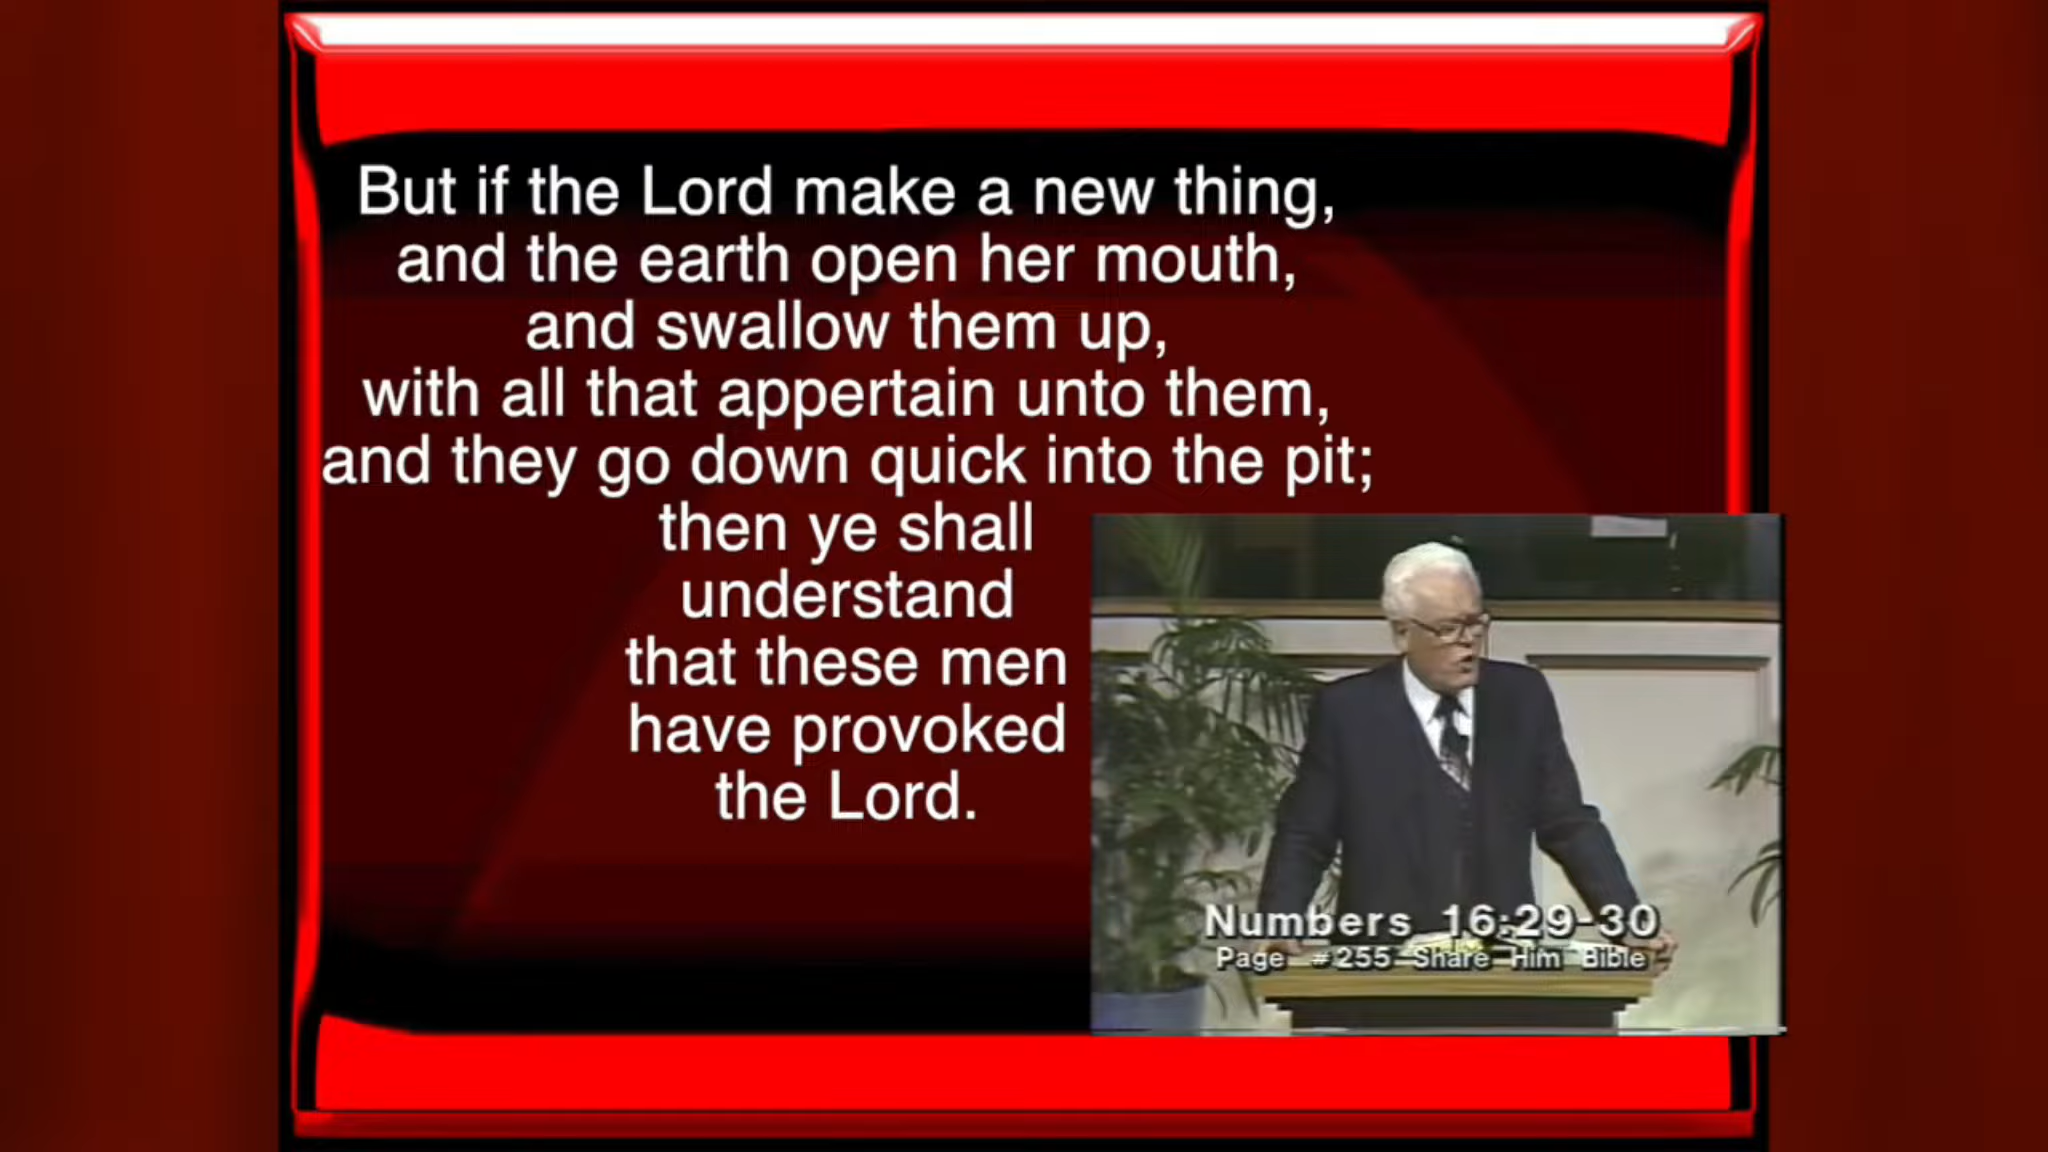 But if the Lord make a new thing,
and the earth open her mouth,
and swallow them up,
with all that appertain unto them,
and they go down quick into the pit;
then ye shall
understand
that these men
have provoked
the Lord.
Numbers 16:29-30
Page #255 Share Him Bible